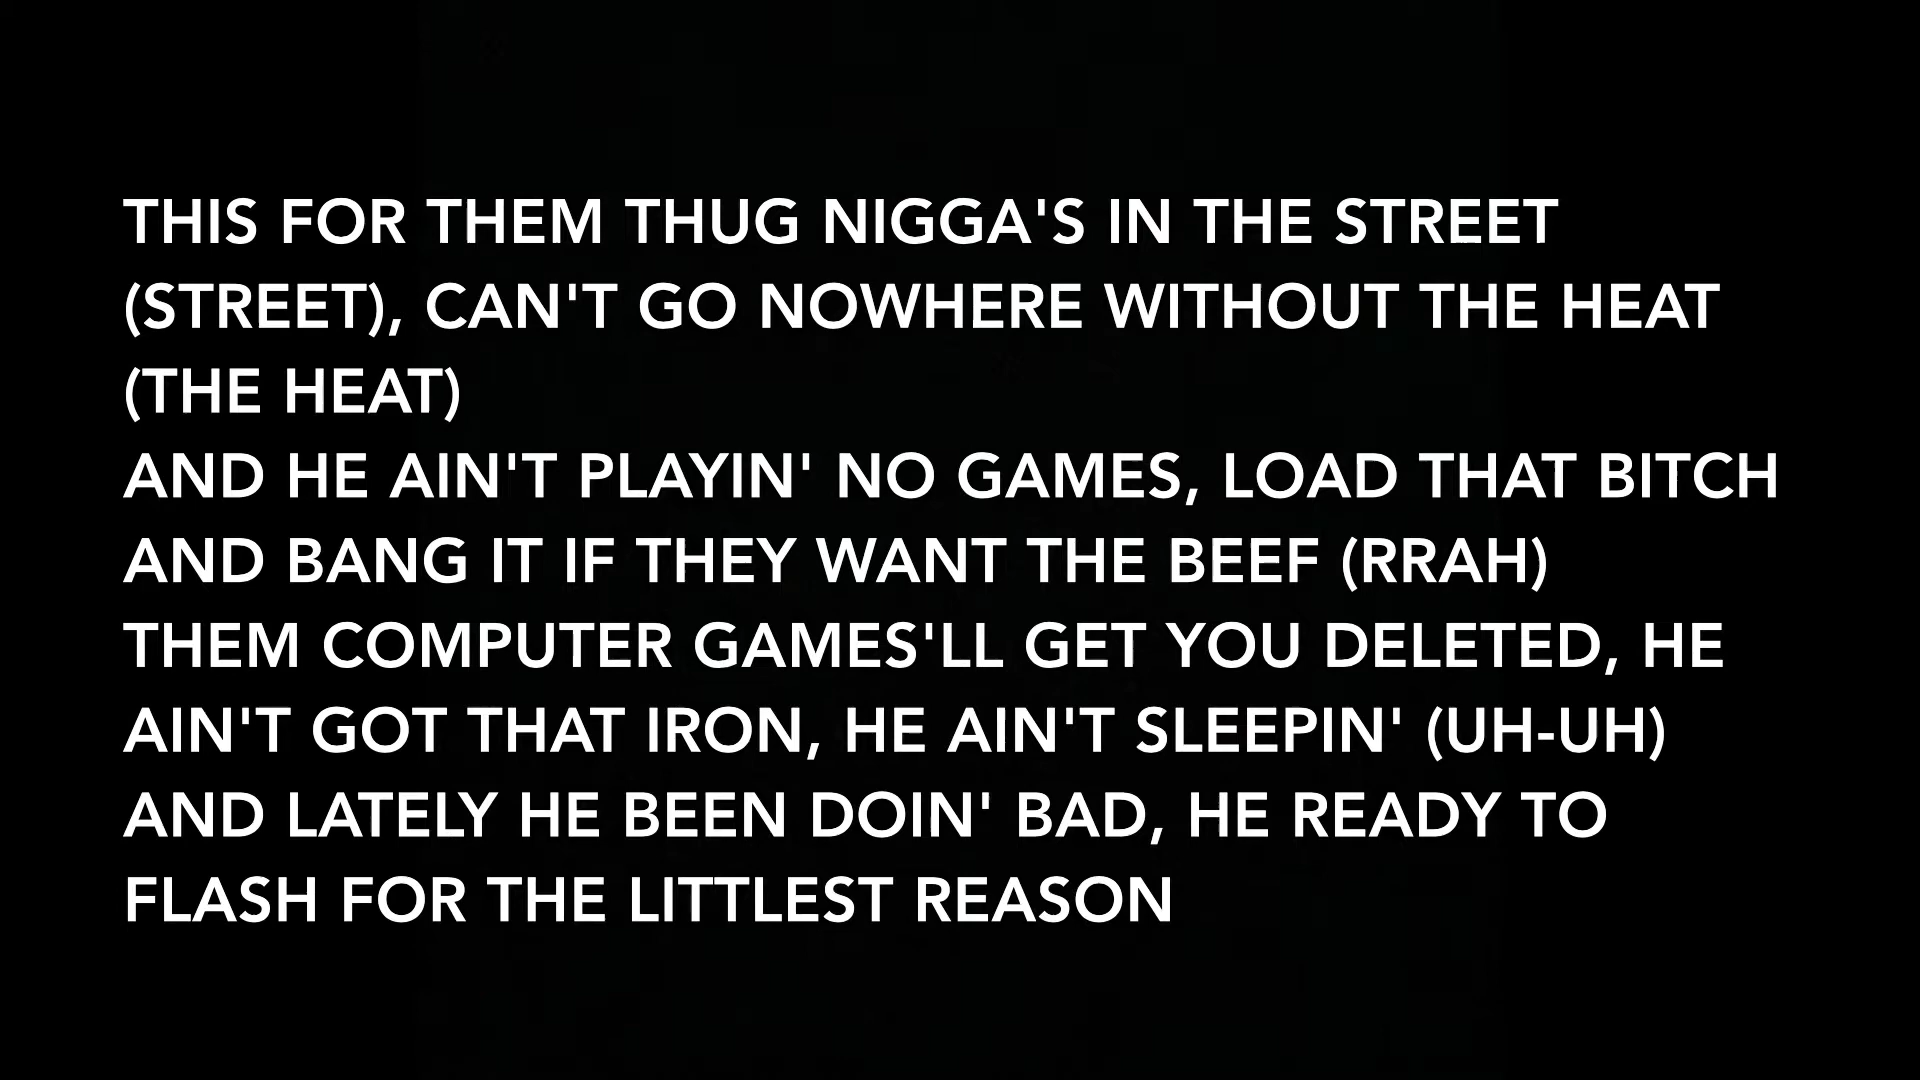 THIS FOR THEM THUG NIGGA'S IN THE STREET
(STREET), CAN'T GO NOWHERE WITHOUT THE HEAT
(THE HEAT)
AND HE AIN'T PLAYIN' NO GAMES, LOAD THAT BITCH
AND BANG IT IF THEY WANT THE BEEF (RRAH)
THEM COMPUTER GAMES'LL GET YOU DELETED, HE
AIN'T GOT THAT IRON, HE AIN'T SLEEPIN' (UH-UH)
AND LATELY HE BEEN DOIN' BAD, HE READY TO
FLASH FOR THE LITTLEST REASON